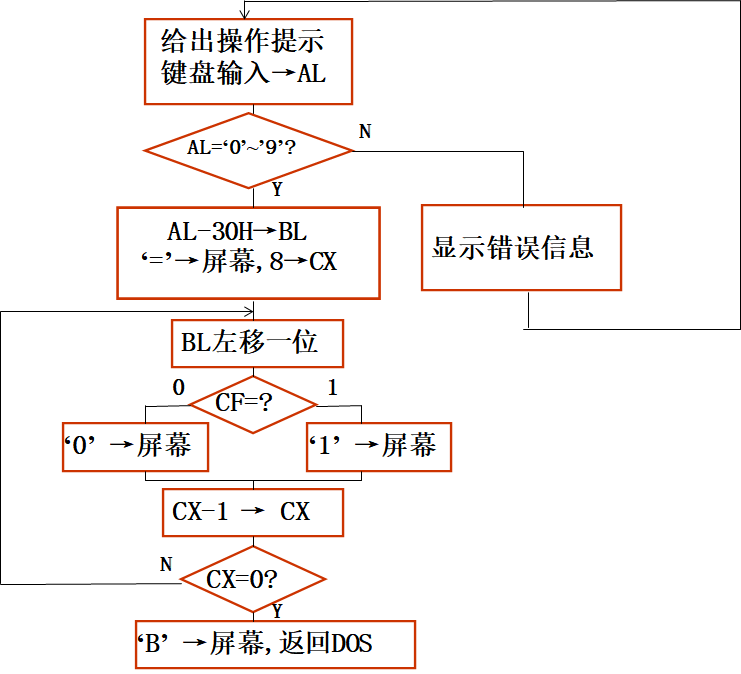 给出操作提示
键盘输入→AL
AL=‘0’~’9’?
N
Y
AL-30H→BL
‘=’→屏幕,8→CX
显示错误信息
BL左移一位
0
CF=?
1
‘0’ →屏幕
‘1’ →屏幕
CX-1 → CX
N
CX=0?
Y
‘B’ →屏幕,返回DOS